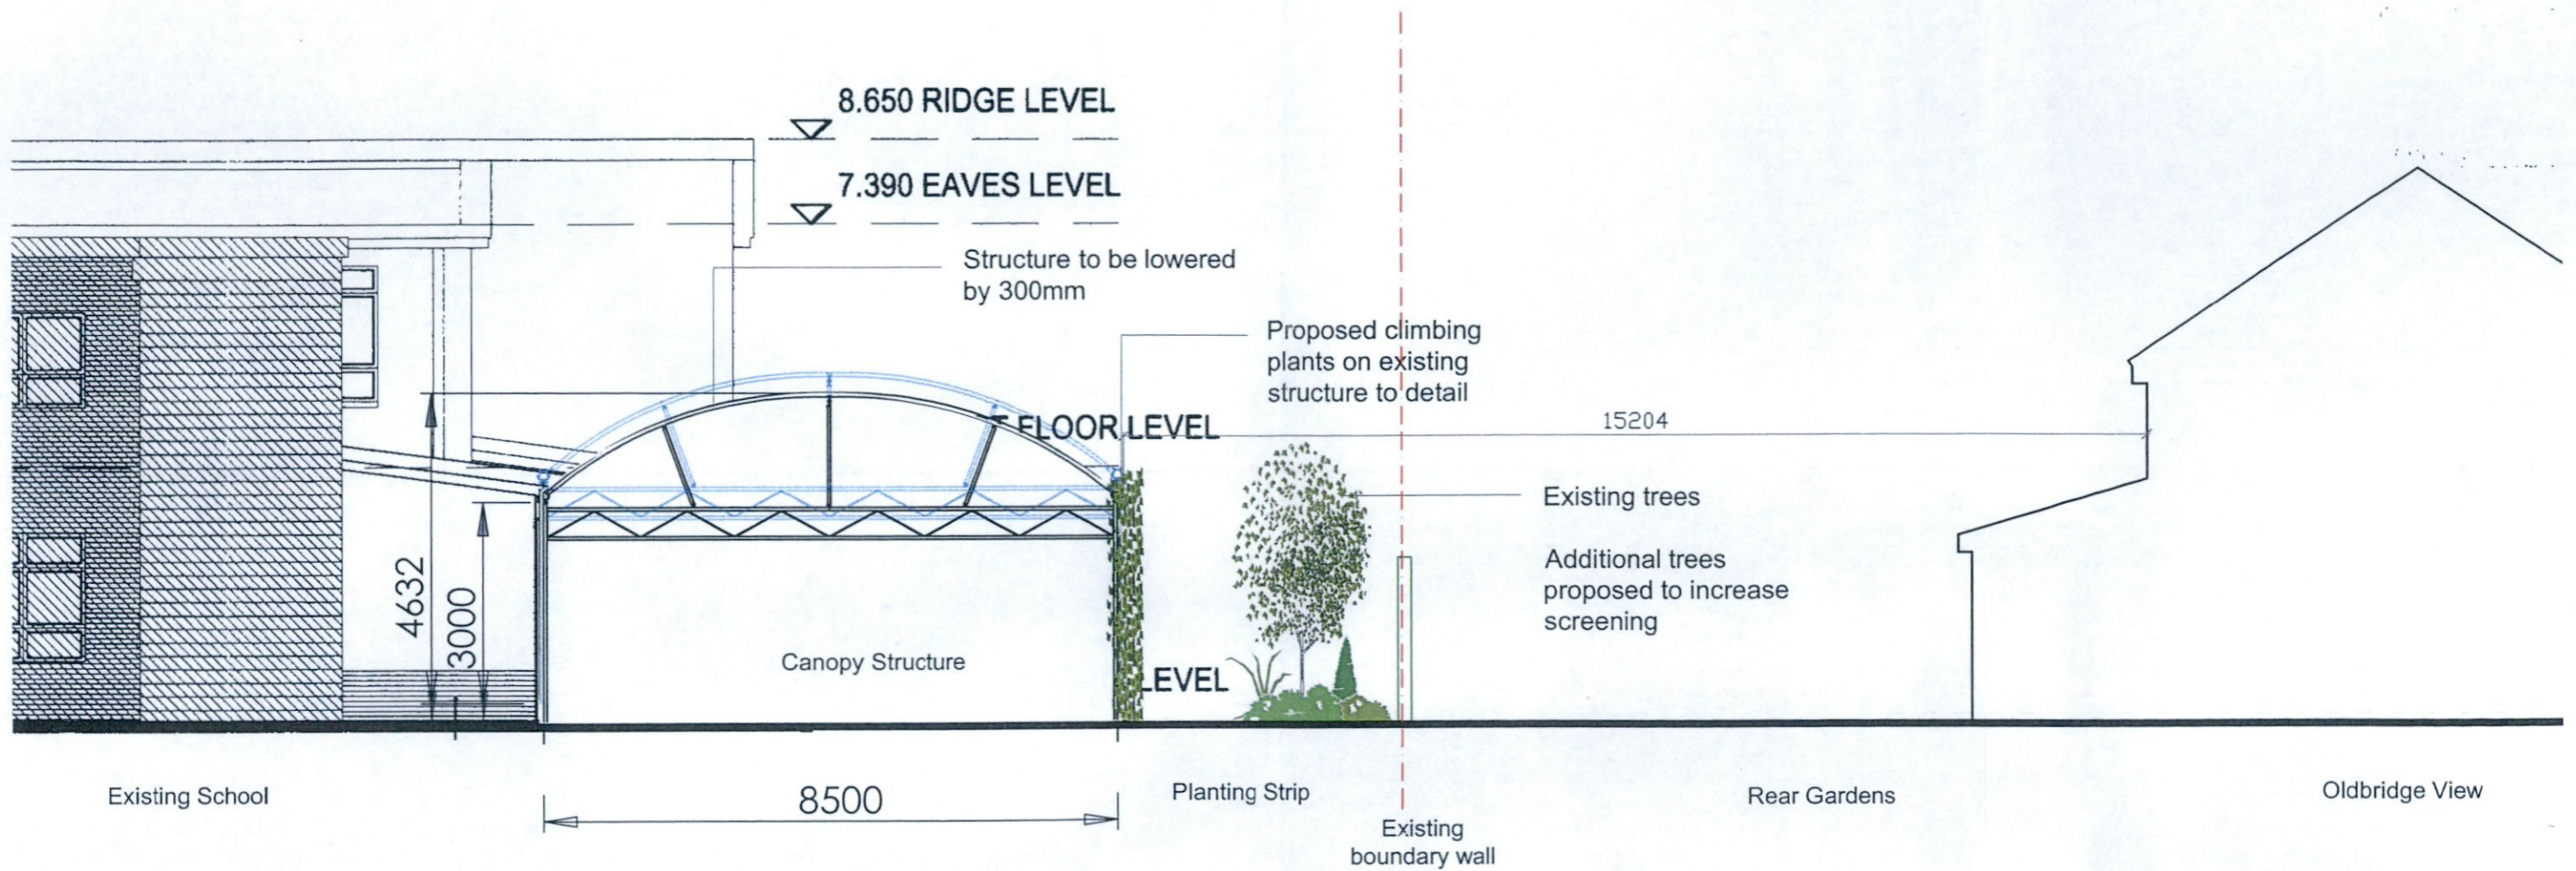 8.650 RIDGE LEVEL
7.390 EAVES LEVEL
Structure to be lowered
by 300mm
Proposed climbing
plants on existing
structure to detail
FLOOR LEVEL
15204
Existing trees
Additional trees
proposed to increase
screening
4632
3000
Canopy Structure
LEVEL
Existing School
8500
Planting Strip
Rear Gardens
Oldbridge View
Existing
boundary wall